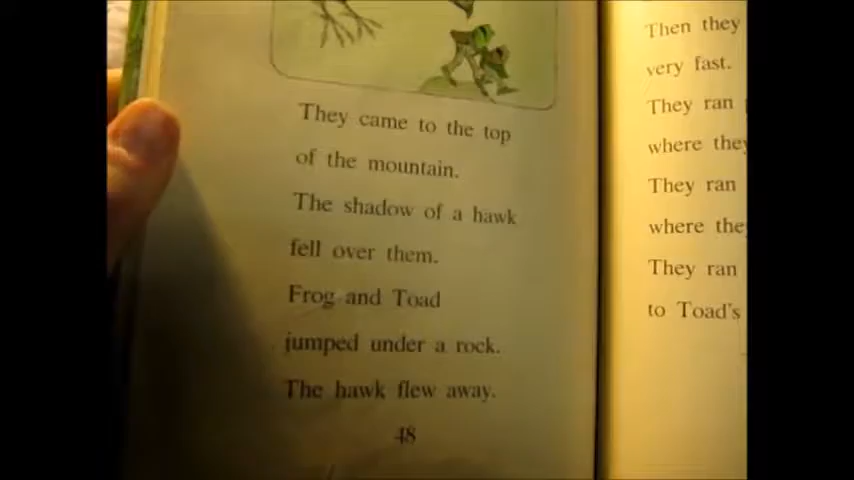 They came to the top
of the mountain.
The shadow of a hawk
fell over them.
Frog and Toad
jumped under a rock.
The hawk flew away.
48
Then they
very fast.
They ran
where they
They ran
where they
They ran
to Toad's